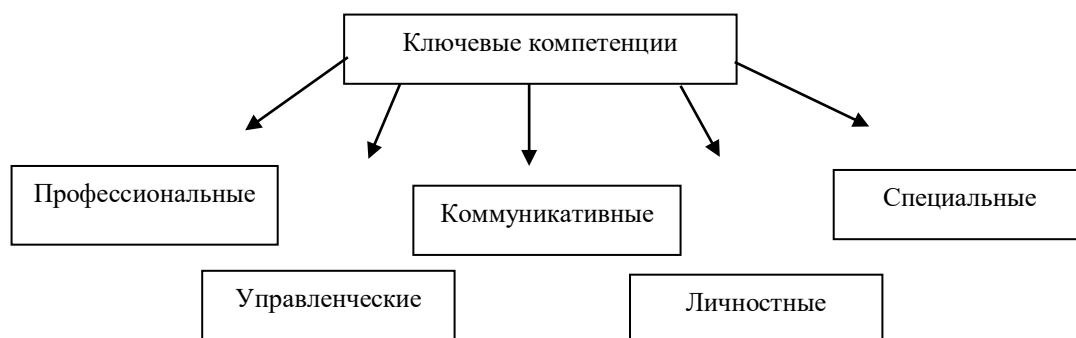 Ключевые компетенции
Профессиональные
Коммуникативные
Специальные
Управленческие
Личностные